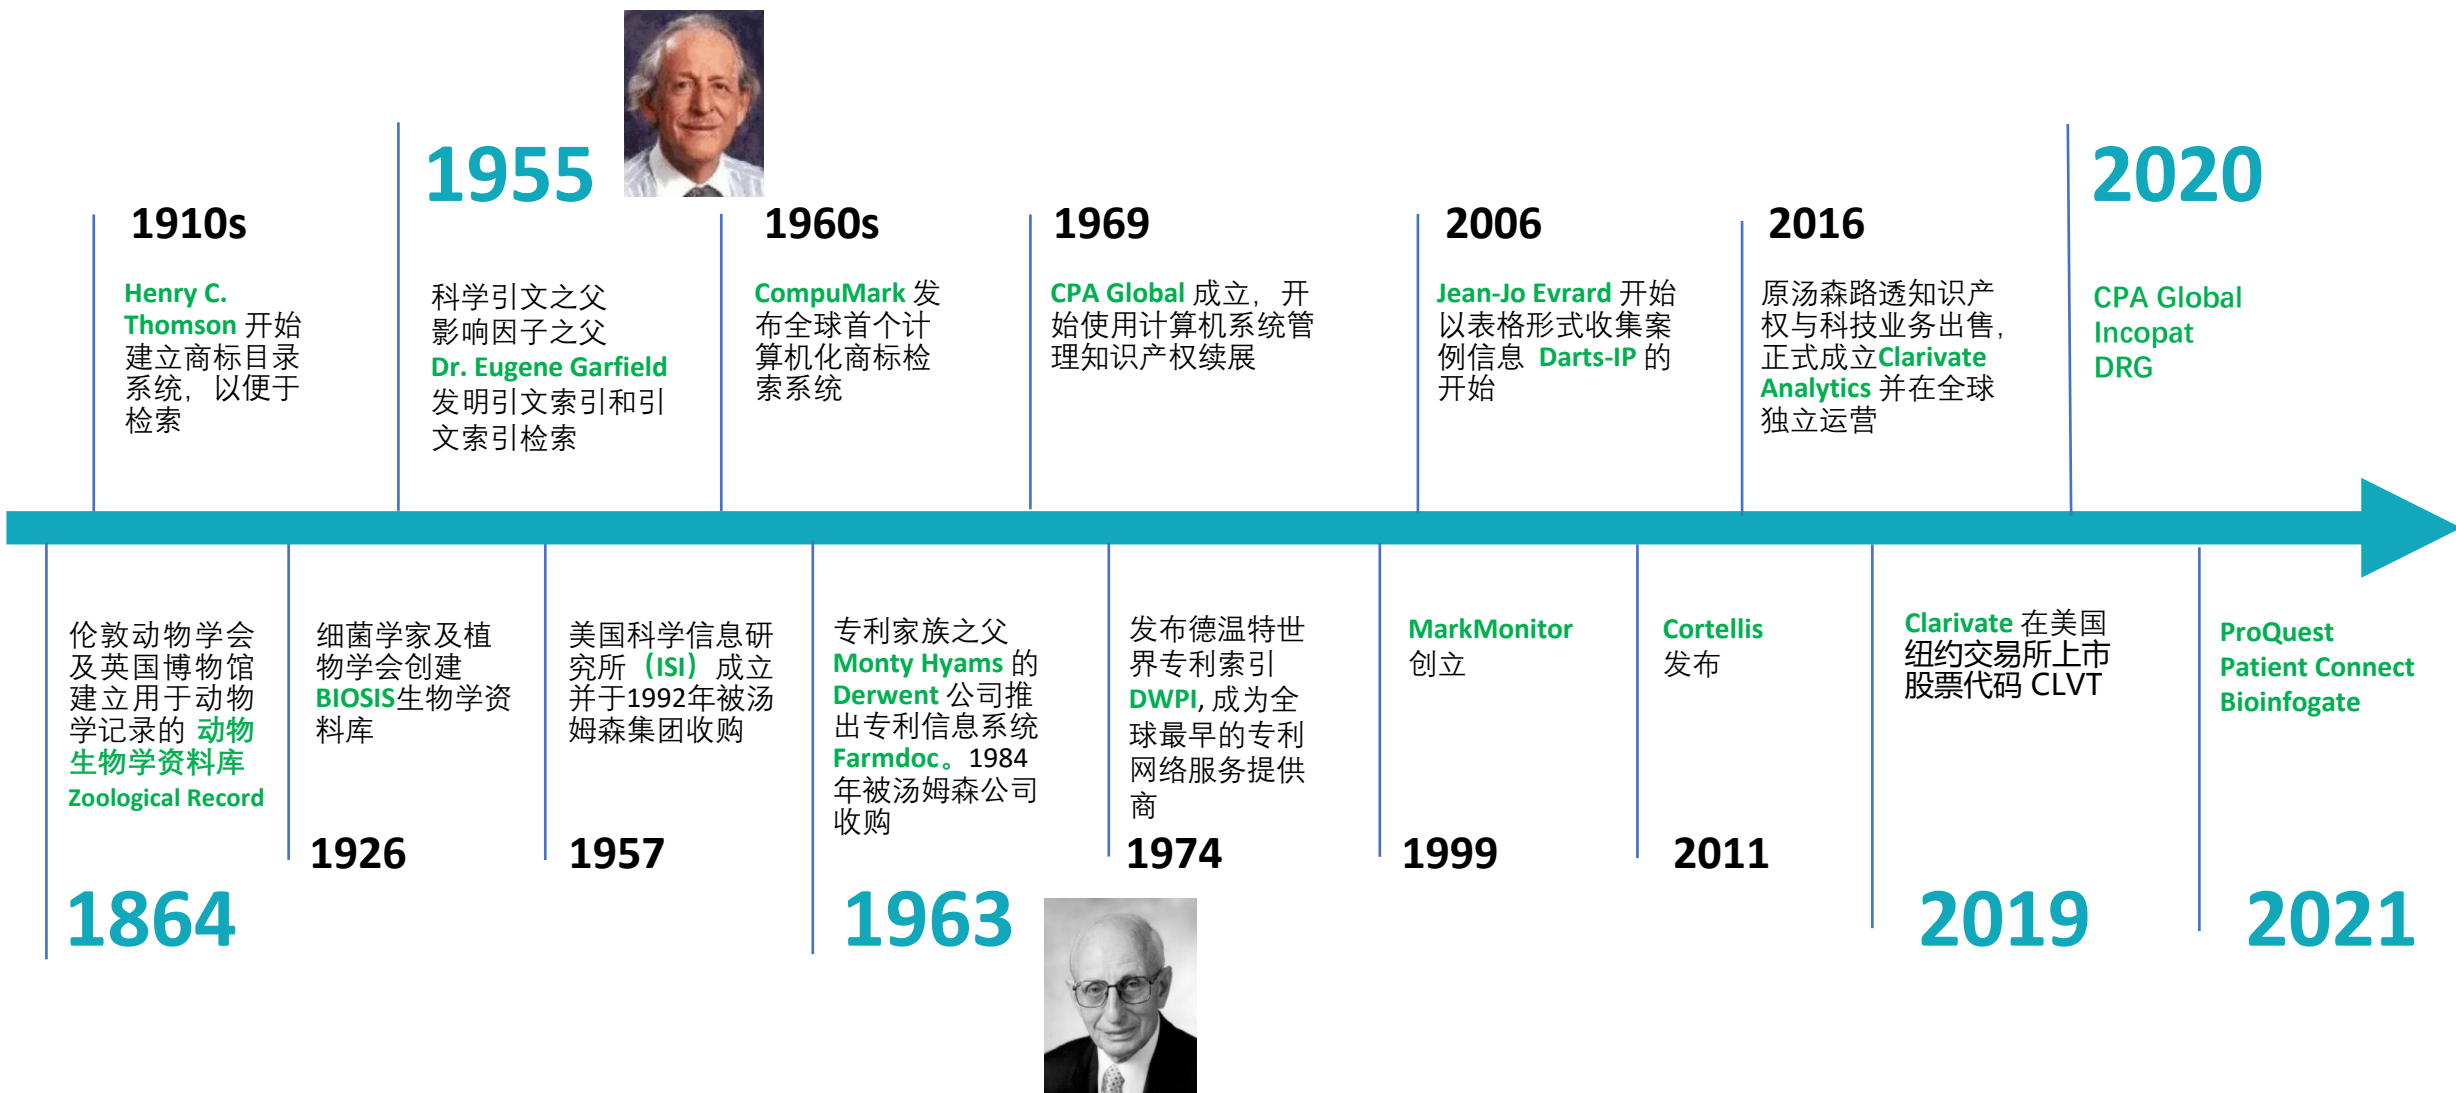 1910s
Henry C.
Thomson 开始
建立商标目录
系统，以便于
检索
1955
科学引文之父
影响因子之父
Dr. Eugene Garfield
发明引文索引和引
文索引检索
1960s
CompuMark 发
布全球首个计
算机化商标检
索系统
1969
CPA Global 成立，开
始使用计算机系统管
理知识产权续展
2006
Jean-Jo Evrard 开始
以表格形式收集案
例信息 Darts-IP 的
开始
2016
原汤森路透知识产
权与科技业务出售，
正式成立Clarivate
Analytics 并在全球
独立运营
2020
CPA Global
Incopat
DRG
伦敦动物学会
及英国博物馆
建立用于动物
学记录的 动物
生物学资料库
Zoological Record
1864
细菌学家及植
物学会创建
BIOSIS生物学资
料库
1926
美国科学信息研
究所（ISI）成立
并于1992年被汤
姆森集团收购
1957
专利家族之父
Monty Hyams 的
Derwent 公司推
出专利信息系统
Farmdoc。1984
年被汤姆森公司
收购
1963
发布德温特世
界专利索引
DWPI, 成为全
球最早的专利
网络服务提供
商
1974
MarkMonitor
创立
1999
Cortellis
发布
2011
Clarivate 在美国
纽约交易所上市
股票代码 CLVT
2019
ProQuest
Patient Connect
Bioinfogate
2021